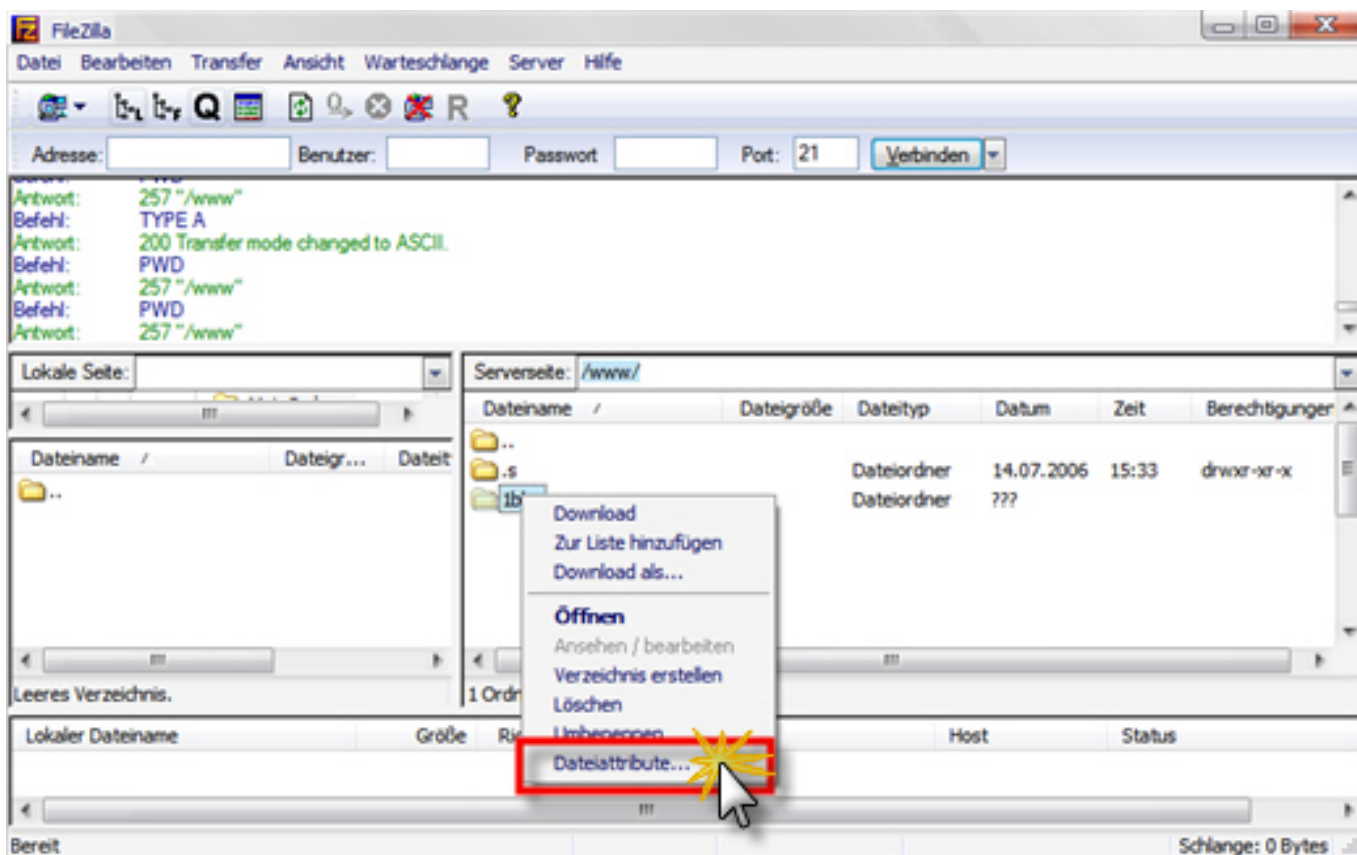 FileZilla
Datei Bearbeiten Transfer Ansicht Warteschlange Server Hilfe
Adresse: Benutzer: Passwort Port: 21 Verbinden
Antwort: 257 "/www"
Befehl: TYPE A
Antwort: 200 Transfer mode changed to ASCII.
Befehl: PWD
Antwort: 257 "/www"
Befehl: PWD
Antwort: 257 "/www"
Lokale Seite:
Serverseite: /www/
Dateiname / Dateigröße Dateityp Datum Zeit Berechtigungen
..
.s Dateiordner 14.07.2006 15:33 drwxr-xr-x
Dateiordner ???
Dateiname / Dateigr... Dateit
..
Download
Zur Liste hinzufügen
Download als...
Öffnen
Ansehen / bearbeiten
Verzeichnis erstellen
Löschen
Umbenennen
Dateiattribute...
Leeres Verzeichnis.
1 Ordn
Lokaler Dateiname Größe Host Status
Bereit Schlange: 0 Bytes